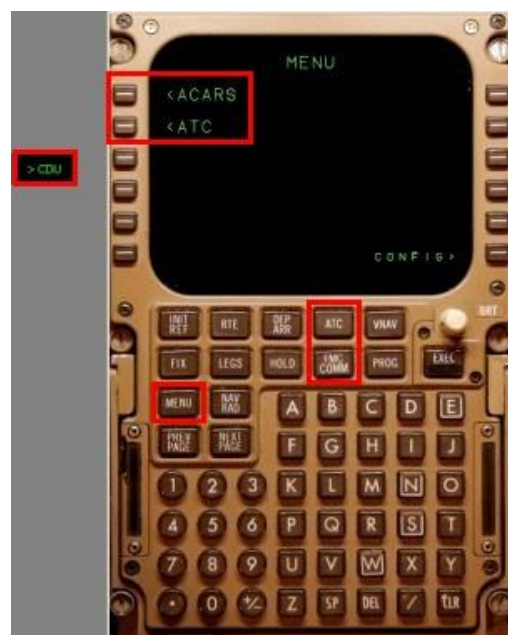 MENU
<ACARS
<ATC
>CDU
CONFIG>
BRT
INIT REF
RTE
DEP ARR
ATC
VNAV
FIX
LEGS
HOLD
FMC COMM
PROG
EXEC
MENU
NAV RAD
A B C D E
PREV PAGE
NEXT PAGE
F G H I J
1 2 3 K L M N O
4 5 6 P Q R S T
7 8 9 U V W X Y
. 0 +/- Z SP DEL / CLR